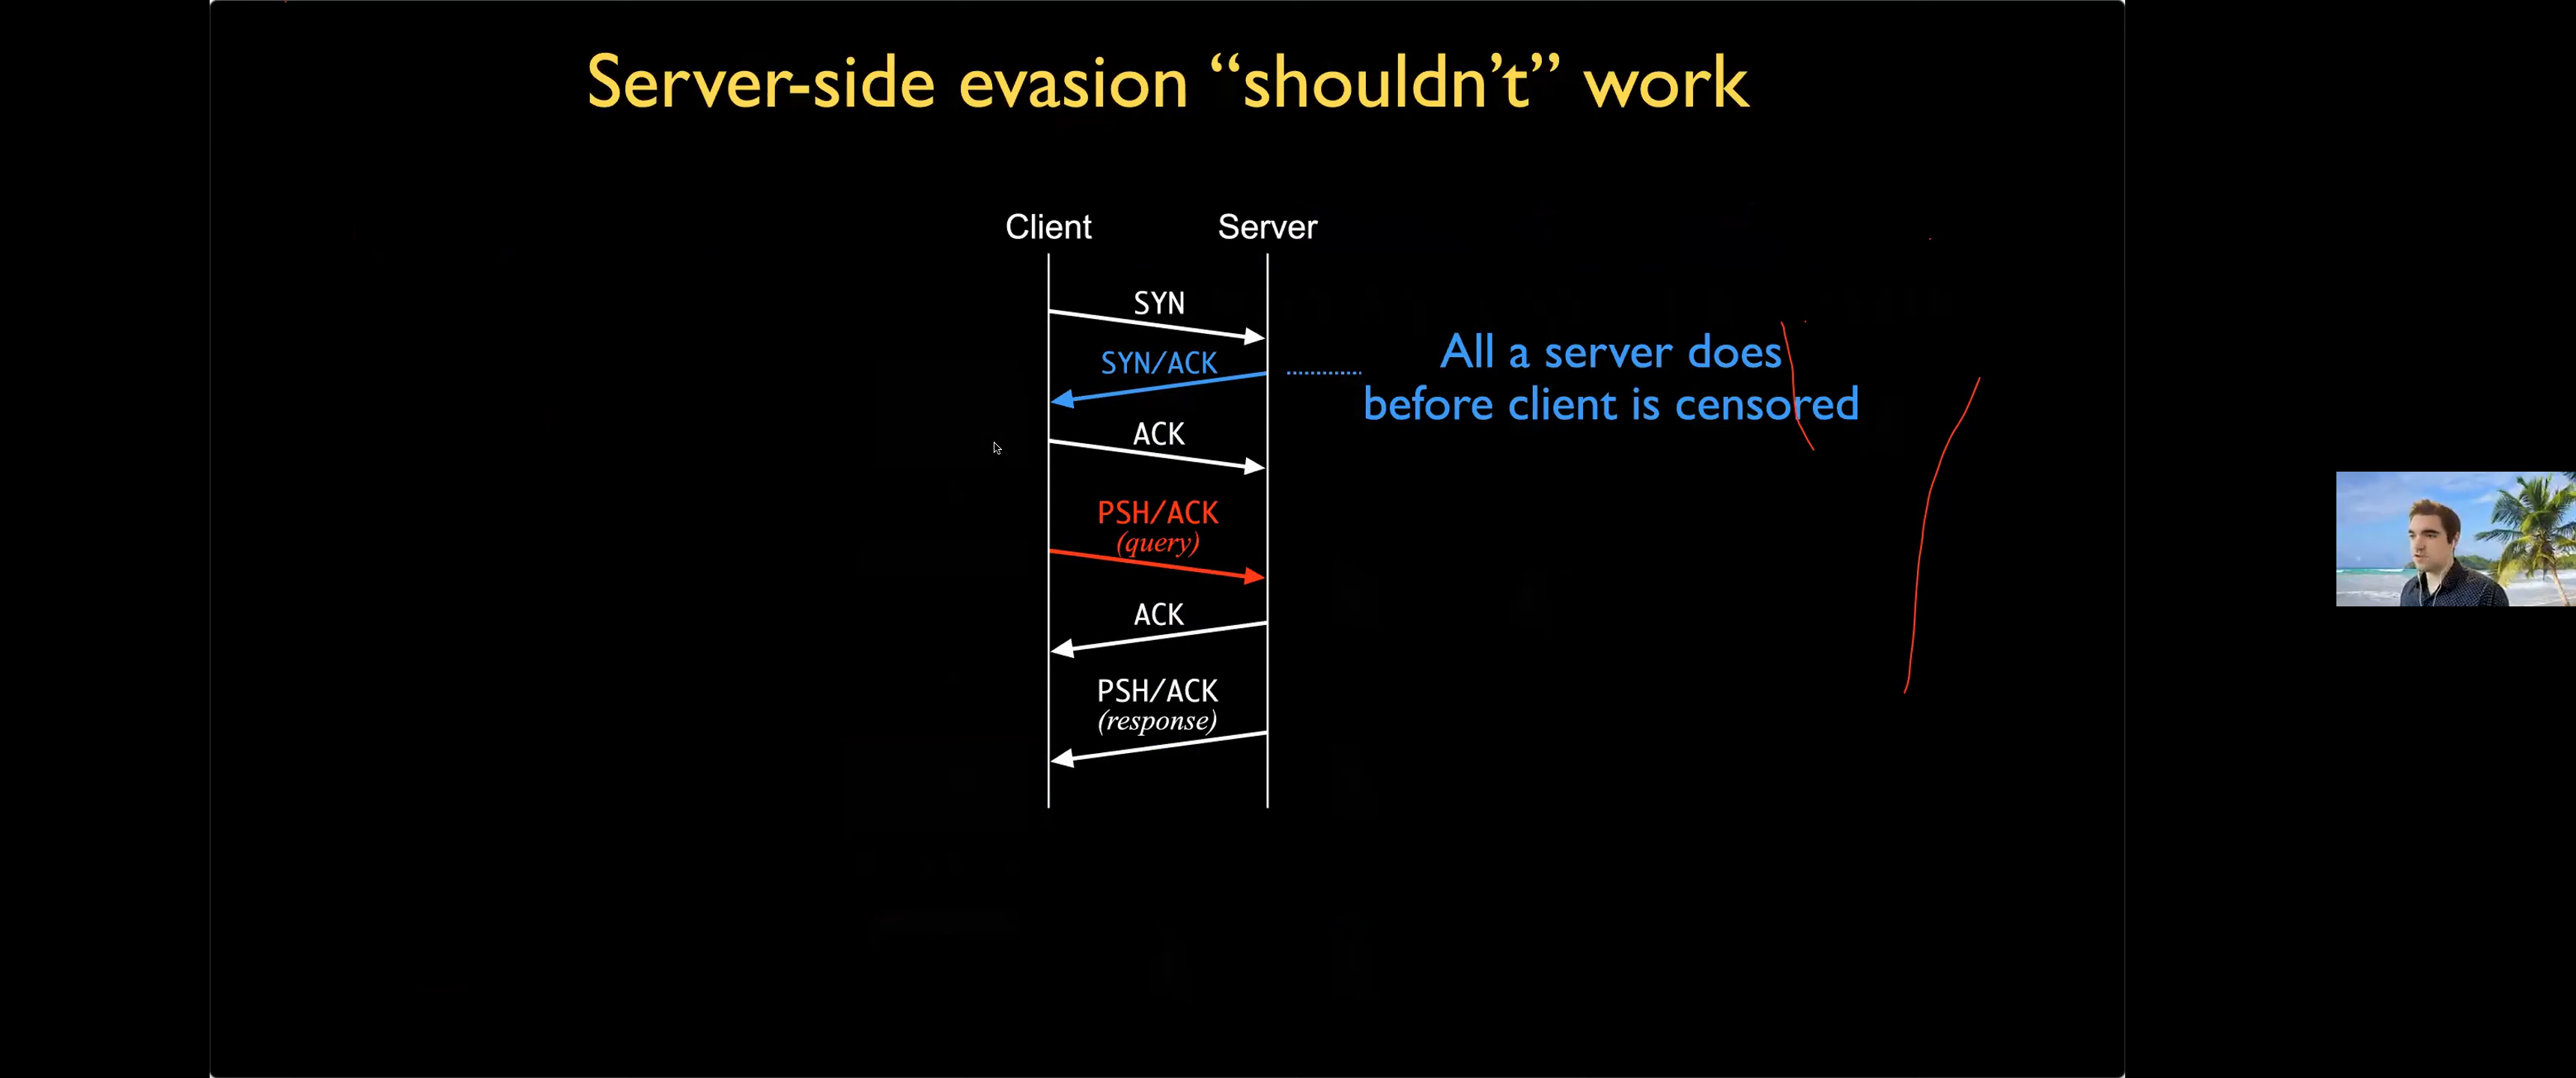 Server-side evasion “shouldn’t” work
Client Server
SYN
SYN/ACK
All a server does
before client is censored
ACK
PSH/ACK
(query)
ACK
PSH/ACK
(response)